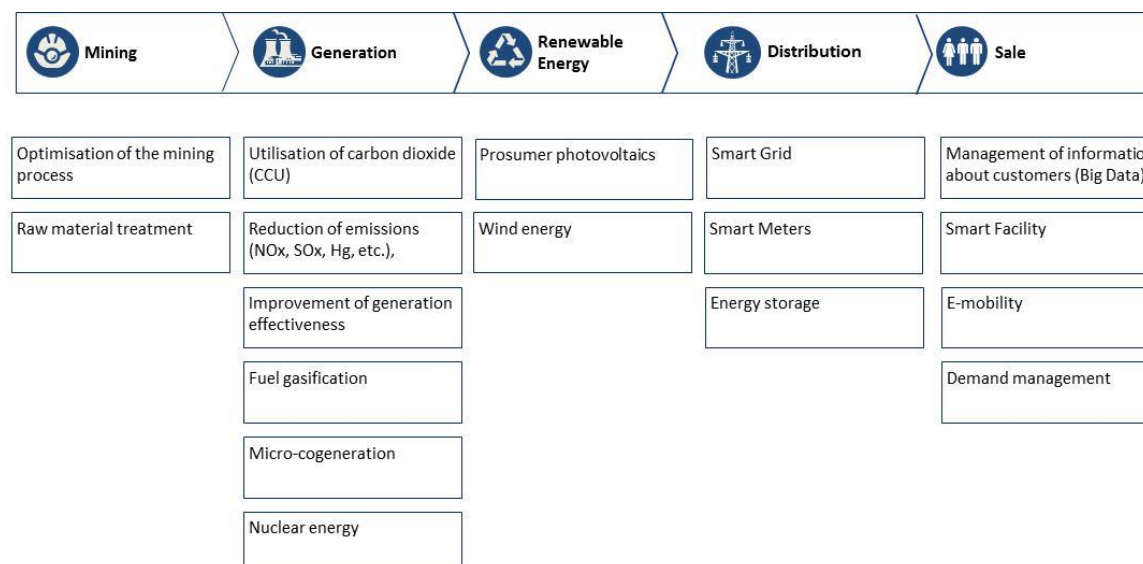 Mining
Generation
Renewable
Energy
Distribution
Sale
Optimisation of the mining
process
Raw material treatment
Utilisation of carbon dioxide
(CCU)
Reduction of emissions
(NOx, SOx, Hg, etc.),
Improvement of generation
effectiveness
Fuel gasification
Micro-cogeneration
Nuclear energy
Prosumer photovoltaics
Wind energy
Smart Grid
Smart Meters
Energy storage
Management of informatio
about customers (Big Data)
Smart Facility
E-mobility
Demand management